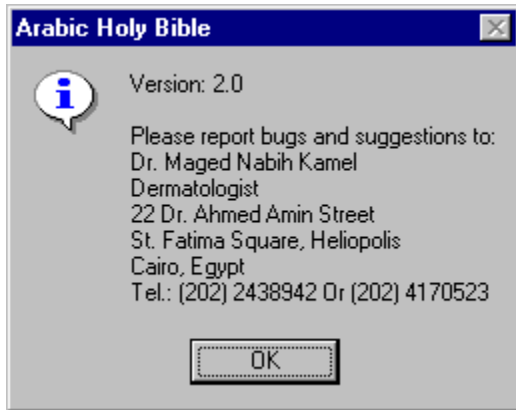 Arabic Holy Bible
Version: 2.0
Please report bugs and suggestions to:
Dr. Maged Nabih Kamel
Dermatologist
22 Dr. Ahmed Amin Street
St. Fatima Square, Heliopolis
Cairo, Egypt
Tel.: (202) 2438942 Or (202) 4170523
OK